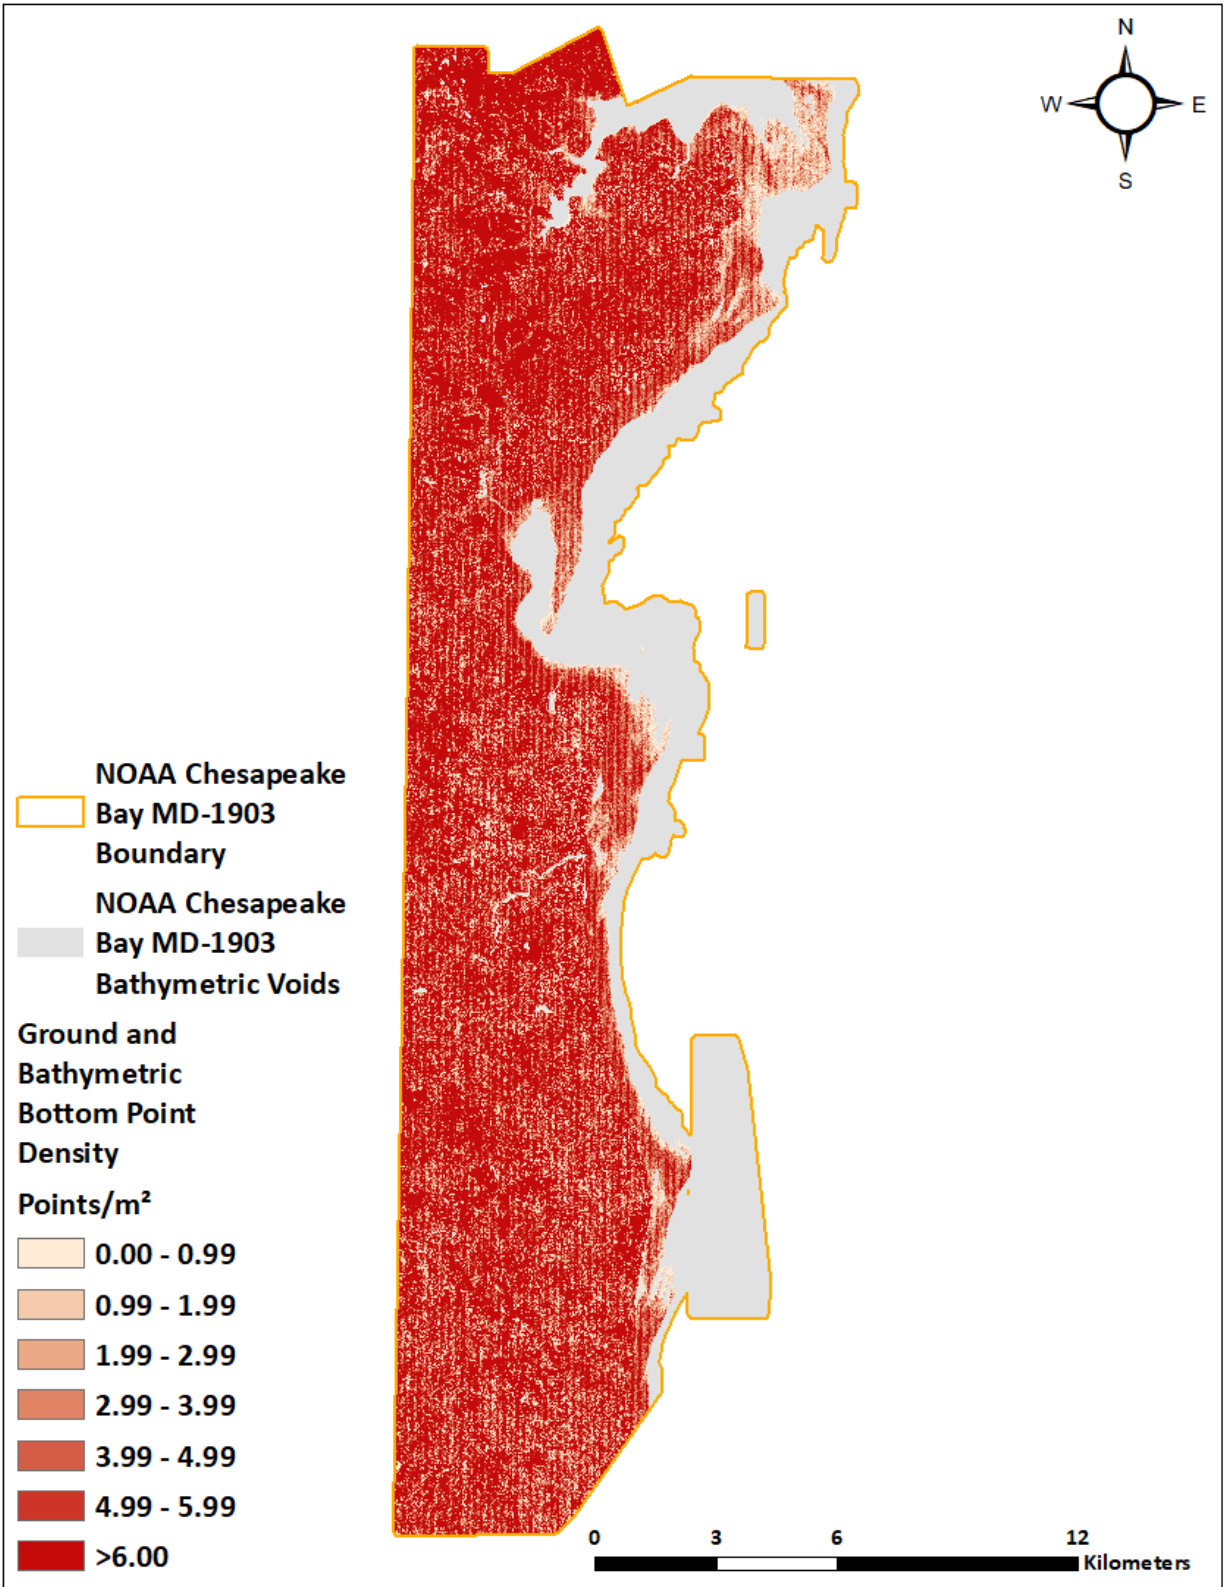 N
W E
S
NOAA Chesapeake
Bay MD-1903
Boundary
NOAA Chesapeake
Bay MD-1903
Bathymetric Voids
Ground and
Bathymetric
Bottom Point
Density
Points/m²
0.00 - 0.99
0.99 - 1.99
1.99 - 2.99
2.99 - 3.99
3.99 - 4.99
4.99 - 5.99
>6.00
0 3 6 12
Kilometers